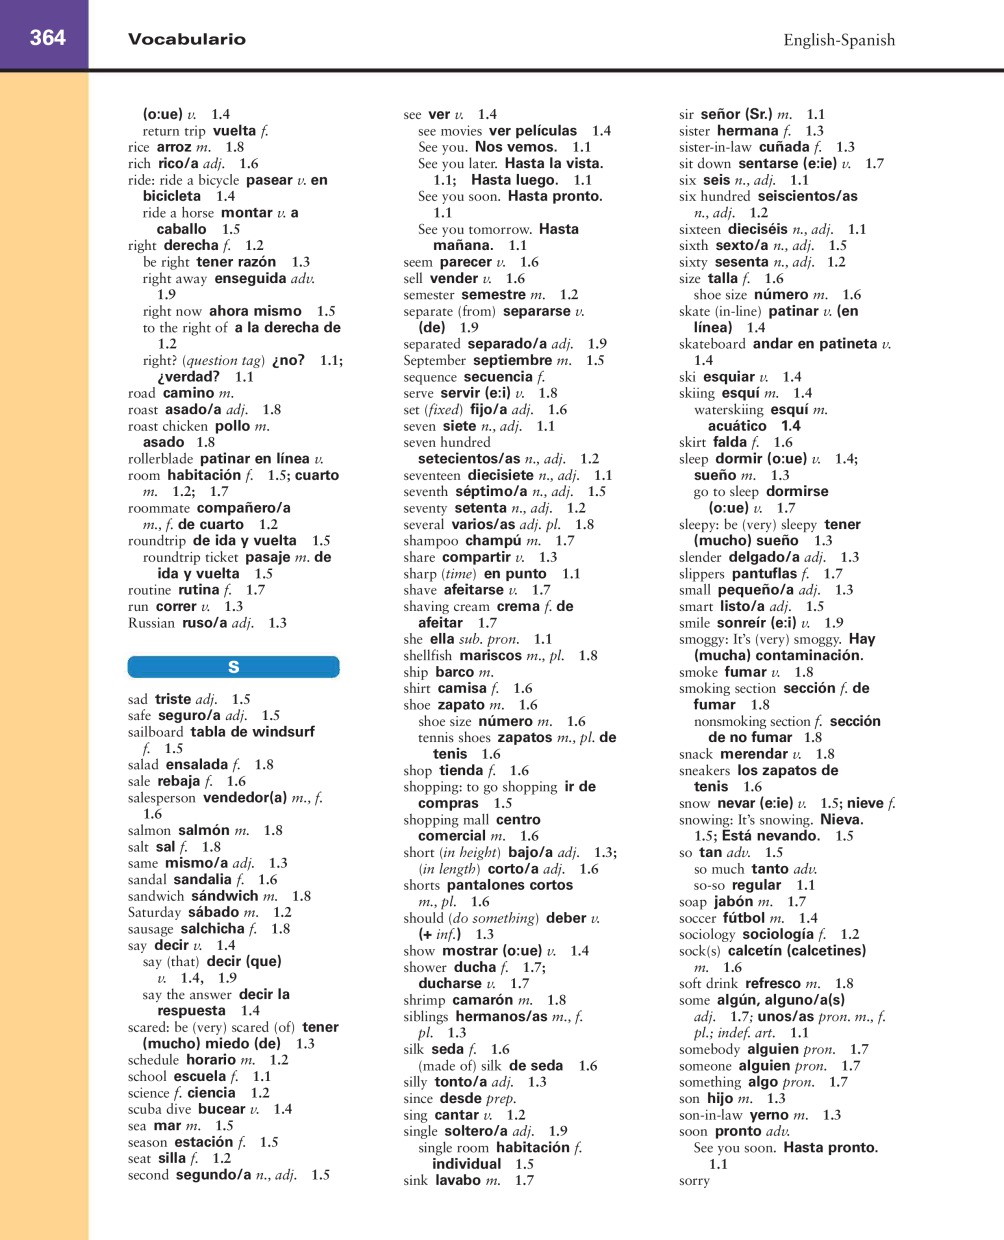 364
Vocabulario
English-Spanish
(o:ue) v. 1.4
return trip vuelta f.
rice arroz m. 1.8
rich rico/a adj. 1.6
ride: ride a bicycle pasear v. en
bicicleta 1.4
ride a horse montar v. a
caballo 1.5
right derecha f. 1.2
be right tener razón 1.3
right away enseguida adv.
1.9
right now ahora mismo 1.5
to the right of a la derecha de
1.2
right? (question tag) ¿no? 1.1;
¿verdad? 1.1
road camino m.
roast asado/a adj. 1.8
roast chicken pollo m.
asado 1.8
rollerblade patinar en línea v.
room habitación f. 1.5; cuarto
m. 1.2; 1.7
roommate compañero/a
m., f. de cuarto 1.2
roundtrip de ida y vuelta 1.5
roundtrip ticket pasaje m. de
ida y vuelta 1.5
routine rutina f. 1.7
run correr v. 1.3
Russian ruso/a adj. 1.3
S
sad triste adj. 1.5
safe seguro/a adj. 1.5
sailboard tabla de windsurf
f. 1.5
salad ensalada f. 1.8
sale rebaja f. 1.6
salesperson vendedor(a) m., f.
1.6
salmon salmón m. 1.8
salt sal f. 1.8
same mismo/a adj. 1.3
sandal sandalia f. 1.6
sandwich sándwich m. 1.8
Saturday sábado m. 1.2
sausage salchicha f. 1.8
say decir v. 1.4
say (that) decir (que)
v. 1.4, 1.9
say the answer decir la
respuesta 1.4
scared: be (very) scared (of) tener
(mucho) miedo (de) 1.3
schedule horario m. 1.2
school escuela f. 1.1
science f. ciencia 1.2
scuba dive bucear v. 1.4
sea mar m. 1.5
season estación f. 1.5
seat silla f. 1.2
second segundo/a n., adj. 1.5
see ver v. 1.4
see movies ver películas 1.4
See you. Nos vemos. 1.1
See you later. Hasta la vista.
1.1; Hasta luego. 1.1
See you soon. Hasta pronto.
1.1
See you tomorrow. Hasta
mañana. 1.1
seem parecer v. 1.6
sell vender v. 1.6
semester semestre m. 1.2
separate (from) separarse v.
(de) 1.9
separated separado/a adj. 1.9
September septiembre m. 1.5
sequence secuencia f.
serve servir (e:i) v. 1.8
set (fixed) fijo/a adj. 1.6
seven siete n., adj. 1.1
seven hundred
setecientos/as n., adj. 1.2
seventeen diecisiete n., adj. 1.1
seventh séptimo/a n., adj. 1.5
seventy setenta n., adj. 1.2
several varios/as adj. pl. 1.8
shampoo champú m. 1.7
share compartir v. 1.3
sharp (time) en punto 1.1
shave afeitarse v. 1.7
shaving cream crema f. de
afeitar 1.7
she ella sub. pron. 1.1
shellfish mariscos m., pl. 1.8
ship barco m.
shirt camisa f. 1.6
shoe zapato m. 1.6
shoe size número m. 1.6
tennis shoes zapatos m., pl. de
tenis 1.6
shop tienda f. 1.6
shopping: to go shopping ir de
compras 1.5
shopping mall centro
comercial m. 1.6
short (in height) bajo/a adj. 1.3;
(in length) corto/a adj. 1.6
shorts pantalones cortos
m., pl. 1.6
should (do something) deber v.
(+ inf.) 1.3
show mostrar (o:ue) v. 1.4
shower ducha f. 1.7;
ducharse v. 1.7
shrimp camarón m. 1.8
siblings hermanos/as m., f.
pl. 1.3
silk seda f. 1.6
(made of) silk de seda 1.6
silly tonto/a adj. 1.3
since desde prep.
sing cantar v. 1.2
single soltero/a adj. 1.9
single room habitación f.
individual 1.5
sink lavabo m. 1.7
sir señor (Sr.) m. 1.1
sister hermana f. 1.3
sister-in-law cuñada f. 1.3
sit down sentarse (e:ie) v. 1.7
six seis n., adj. 1.1
six hundred seiscientos/as
n., adj. 1.2
sixteen dieciséis n., adj. 1.1
sixth sexto/a n., adj. 1.5
sixty sesenta n., adj. 1.2
size talla f. 1.6
shoe size número m. 1.6
skate (in-line) patinar v. (en
línea) 1.4
skateboard andar en patineta v.
1.4
ski esquiar v. 1.4
skiing esquí m. 1.4
waterskiing esquí m.
acuático 1.4
skirt falda f. 1.6
sleep dormir (o:ue) v. 1.4;
sueño m. 1.3
go to sleep dormirse
(o:ue) v. 1.7
sleepy: be (very) sleepy tener
(mucho) sueño 1.3
slender delgado/a adj. 1.3
slippers pantuflas f. 1.7
small pequeño/a adj. 1.3
smart listo/a adj. 1.5
smile sonreír (e:i) v. 1.9
smoggy: It's (very) smoggy. Hay
(mucha) contaminación.
smoke fumar v. 1.8
smoking section sección f. de
fumar 1.8
nonsmoking section f. sección
de no fumar 1.8
snack merendar v. 1.8
sneakers los zapatos de
tenis 1.6
snow nevar (e:ie) v. 1.5; nieve f.
snowing: It's snowing. Nieva.
1.5; Está nevando. 1.5
so tan adv. 1.5
so much tanto adv.
so-so regular 1.1
soap jabón m. 1.7
soccer fútbol m. 1.4
sociology sociología f. 1.2
sock(s) calcetín (calcetines)
m. 1.6
soft drink refresco m. 1.8
some algún, alguno/a(s)
adj. 1.7; unos/as pron. m., f.
pl.; indef. art. 1.1
somebody alguien pron. 1.7
someone alguien pron. 1.7
something algo pron. 1.7
son hijo m. 1.3
son-in-law yerno m. 1.3
soon pronto adv.
See you soon. Hasta pronto.
1.1
sorry